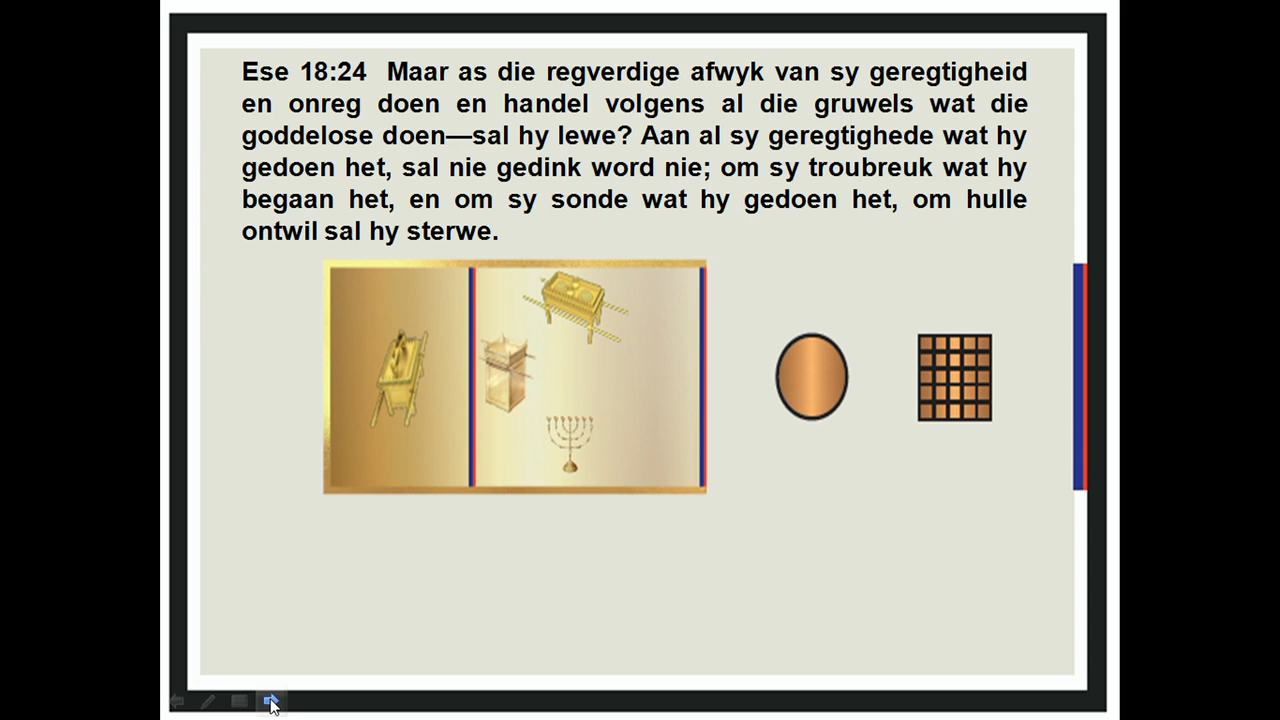 Ese 18:24 Maar as die regverdige afwyk van sy geregtigheid
en onreg doen en handel volgens al die gruwels wat die
goddelose doen—sal hy lewe? Aan al sy geregtighede wat hy
gedoen het, sal nie gedink word nie; om sy troubreuk wat hy
begaan het, en om sy sonde wat hy gedoen het, om hulle
ontwil sal hy sterwe.